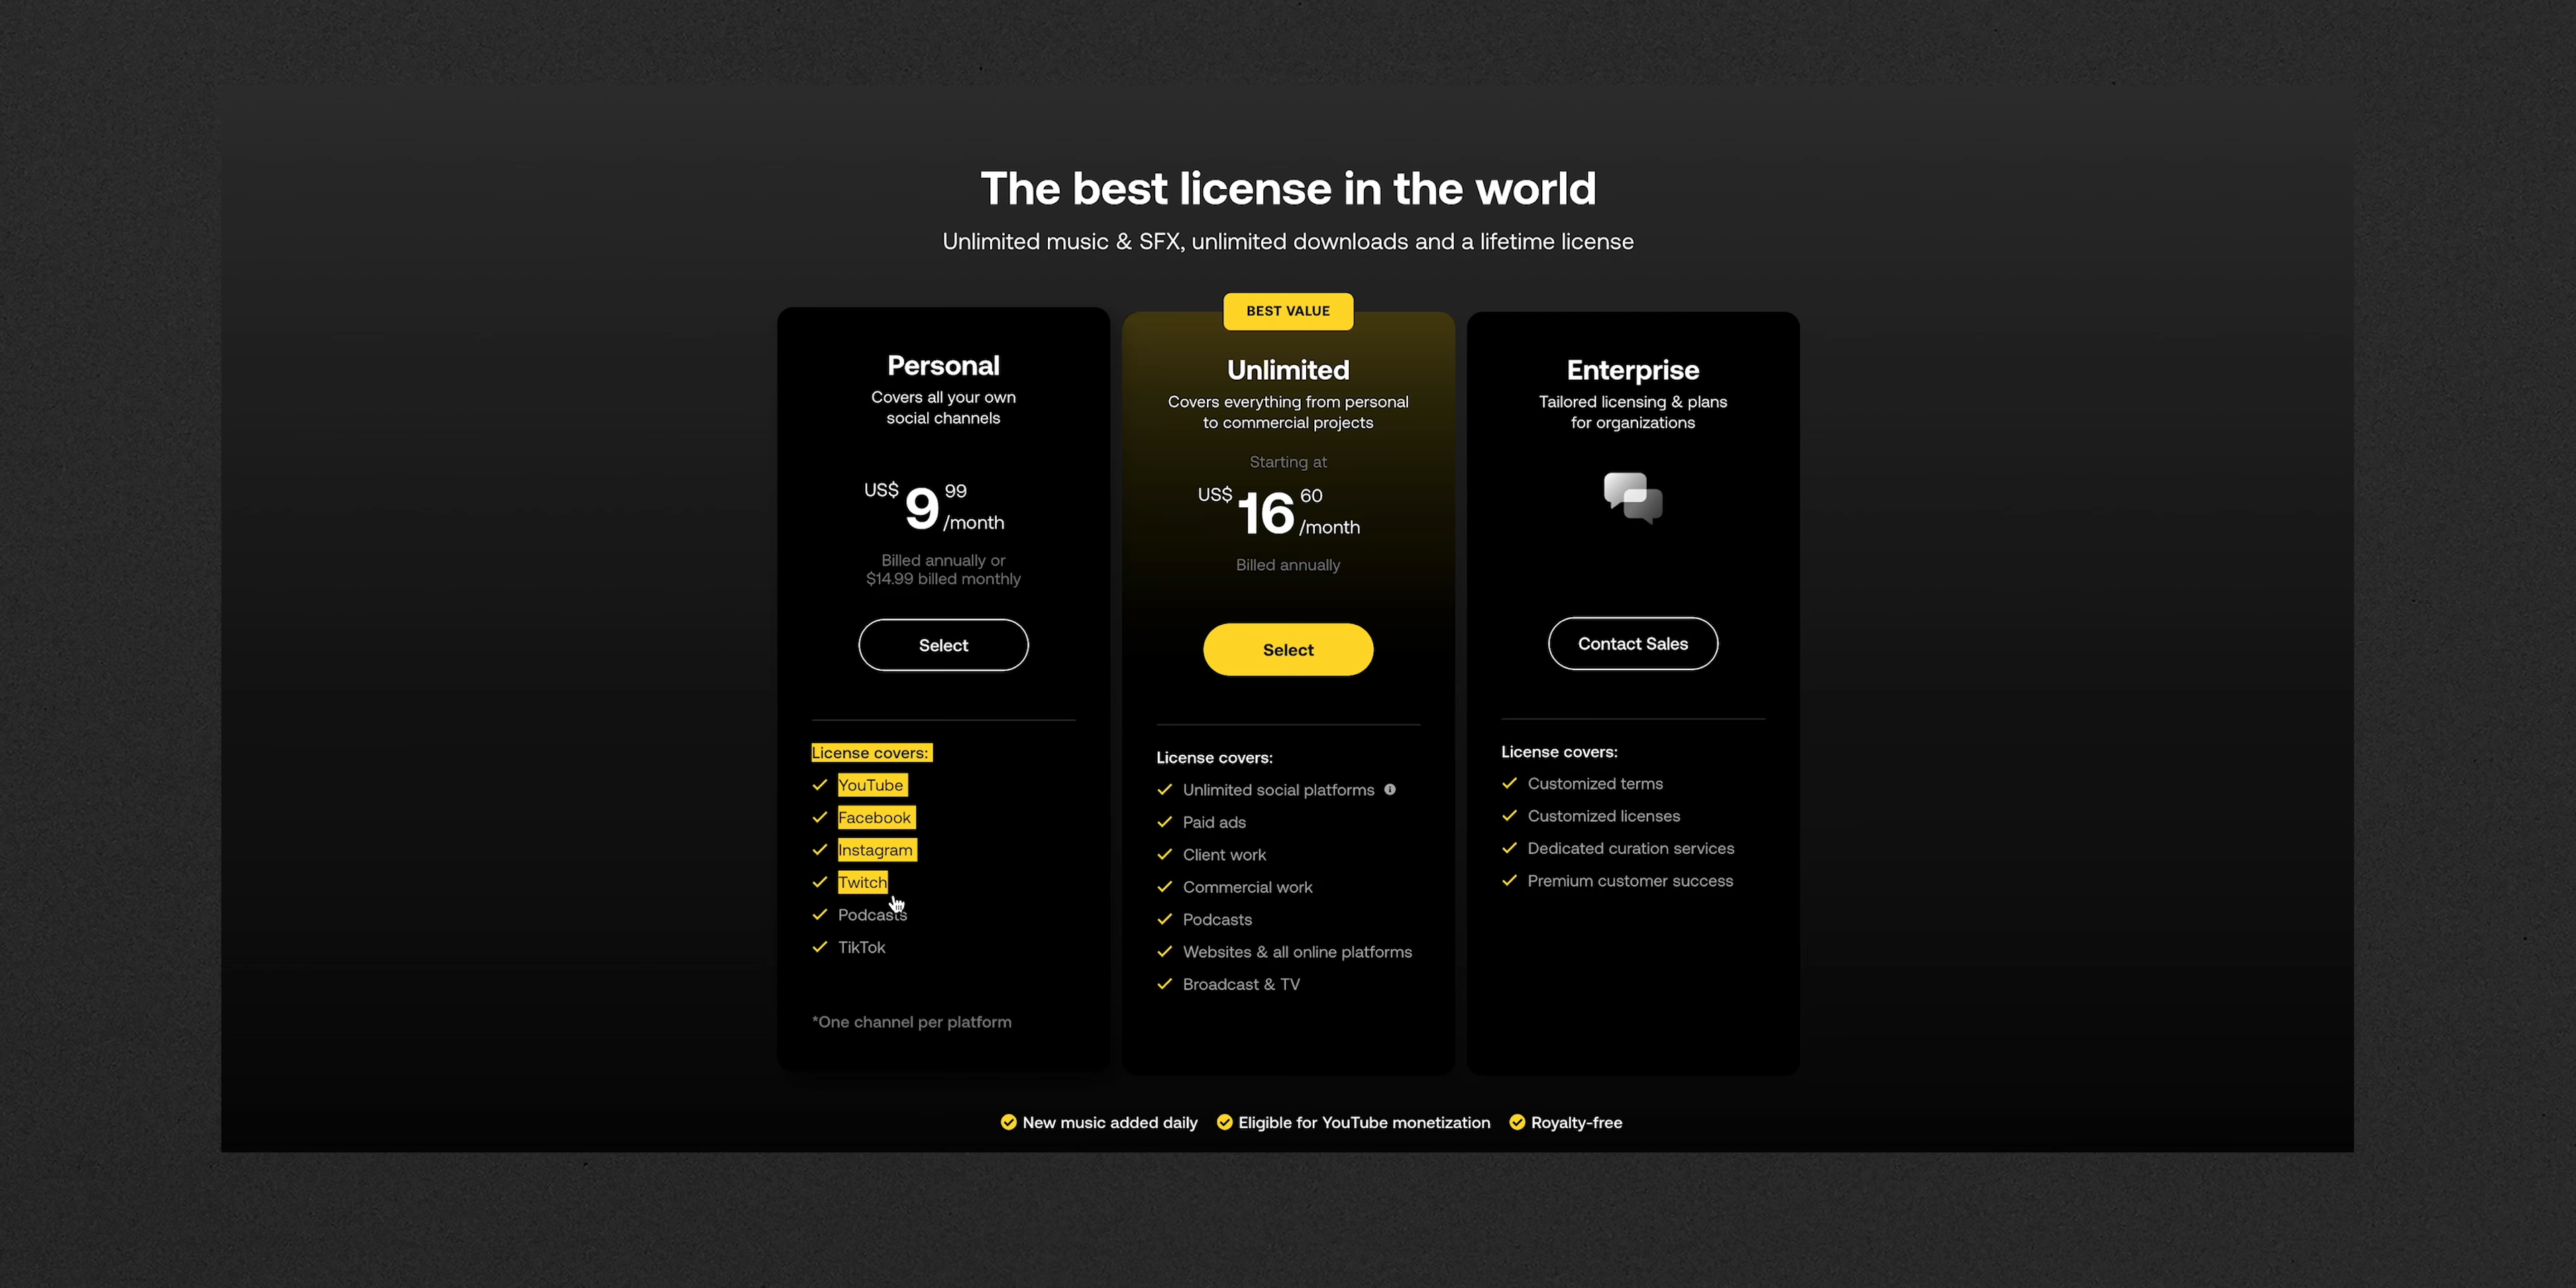 The best license in the world
Unlimited music & SFX, unlimited downloads and a lifetime license
Personal
Covers all your own
social channels
US$ 9 99 /month
Billed annually or
$14.99 billed monthly
Select
License covers:
YouTube
Facebook
Instagram
Twitch
Podcasts
TikTok
*One channel per platform
BEST VALUE
Unlimited
Covers everything from personal
to commercial projects
Starting at
US$ 16 60 /month
Billed annually
Select
License covers:
Unlimited social platforms
Paid ads
Client work
Commercial work
Podcasts
Websites & all online platforms
Broadcast & TV
Enterprise
Tailored licensing & plans
for organizations
Contact Sales
License covers:
Customized terms
Customized licenses
Dedicated curation services
Premium customer success
New music added daily
Eligible for YouTube monetization
Royalty-free